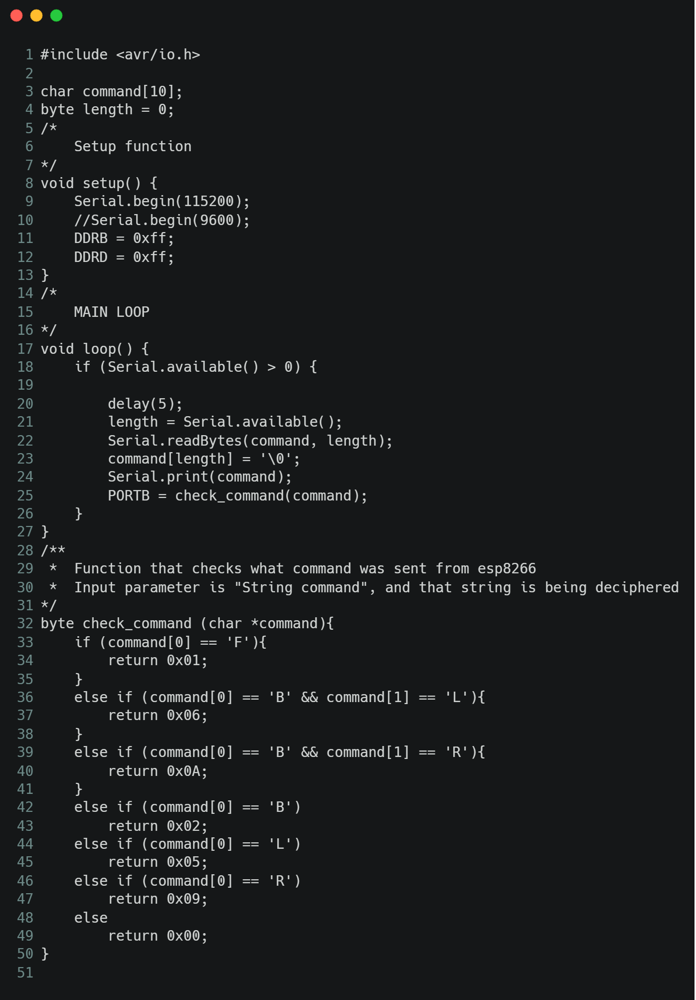 1 #include <avr/io.h>
2
3 char command[10];
4 byte length = 0;
5 /*
6     Setup function
7 */
8 void setup() {
9     Serial.begin(115200);
10     //Serial.begin(9600);
11     DDRB = 0xff;
12     DDRD = 0xff;
13 }
14 /*
15     MAIN LOOP
16 */
17 void loop() {
18     if (Serial.available() > 0) {
19
20         delay(5);
21         length = Serial.available();
22         Serial.readBytes(command, length);
23         command[length] = '\0';
24         Serial.print(command);
25         PORTB = check_command(command);
26     }
27 }
28 /**
29  *  Function that checks what command was sent from esp8266
30  *  Input parameter is "String command", and that string is being deciphered
31 */
32 byte check_command (char *command){
33     if (command[0] == 'F'){
34         return 0x01;
35     }
36     else if (command[0] == 'B' && command[1] == 'L'){
37         return 0x06;
38     }
39     else if (command[0] == 'B' && command[1] == 'R'){
40         return 0x0A;
41     }
42     else if (command[0] == 'B')
43         return 0x02;
44     else if (command[0] == 'L')
45         return 0x05;
46     else if (command[0] == 'R')
47         return 0x09;
48     else
49         return 0x00;
50 }
51